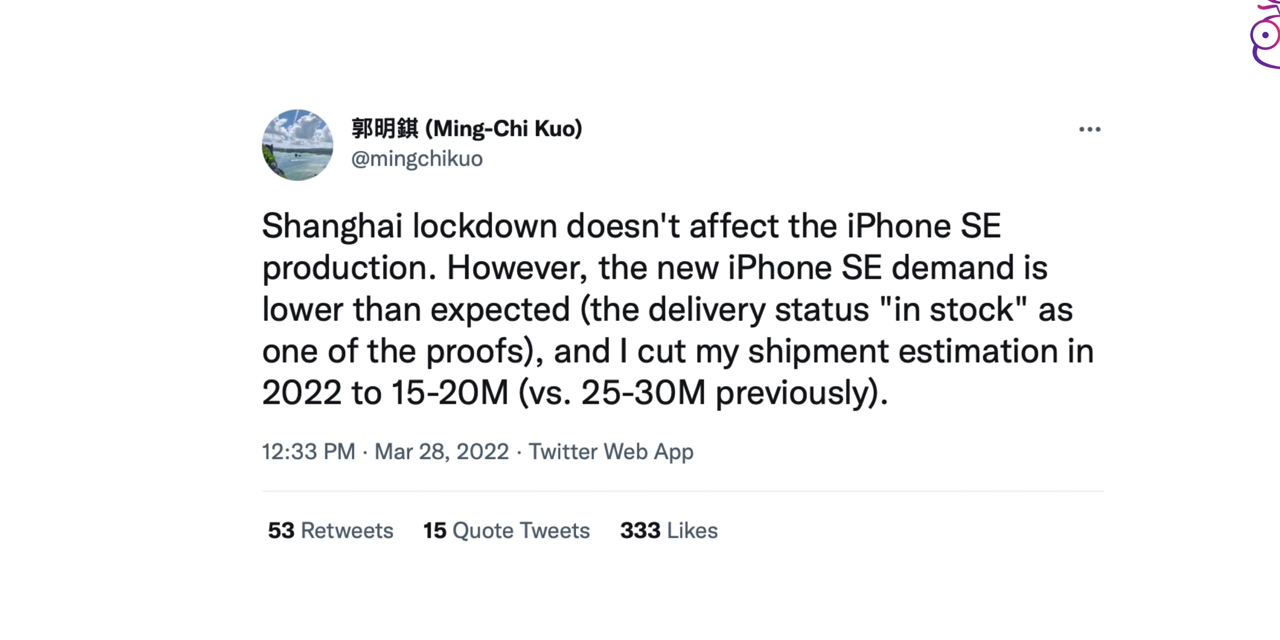 郭明錤 (Ming-Chi Kuo)
@mingchikuo
Shanghai lockdown doesn't affect the iPhone SE
production. However, the new iPhone SE demand is
lower than expected (the delivery status "in stock" as
one of the proofs), and I cut my shipment estimation in
2022 to 15-20M (vs. 25-30M previously).
12:33 PM · Mar 28, 2022 · Twitter Web App
53 Retweets 15 Quote Tweets 333 Likes